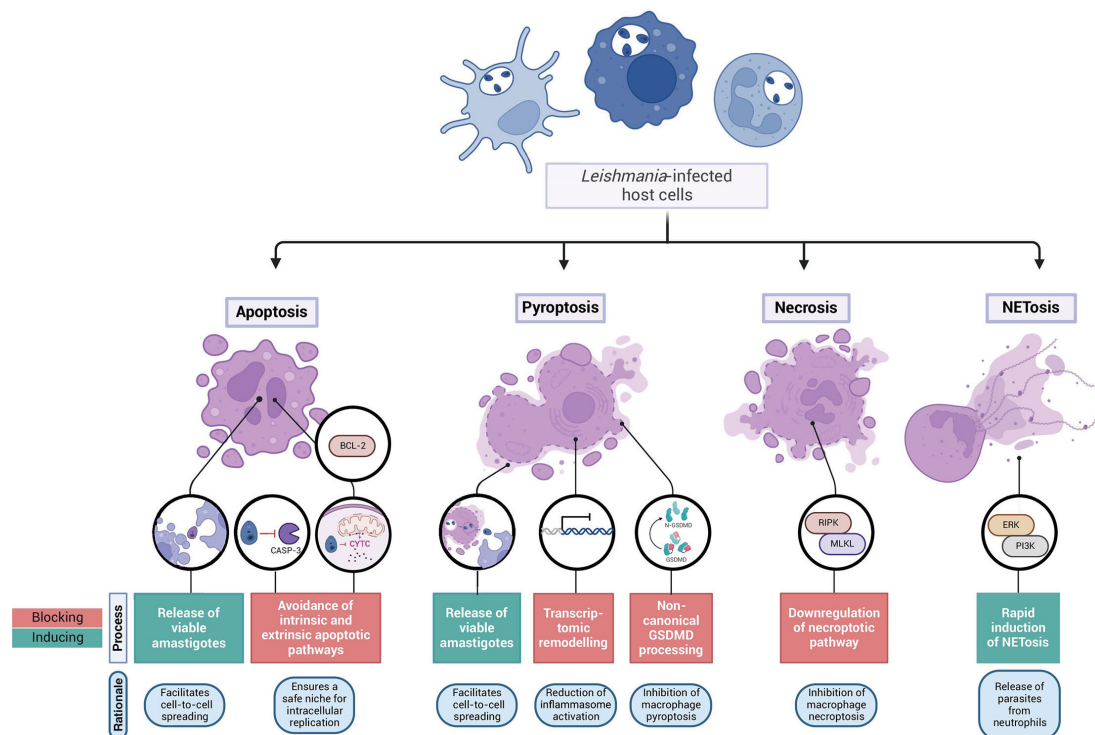 Leishmania-infected
host cells
Apoptosis
Pyroptosis
Necrosis
NETosis
BCL-2
CASP-3
CYTC
N-GSDMD
GSDMD
RIPK
MLKL
ERK
PI3K
Blocking
Inducing
Process
Release of
viable
amastigotes
Avoidance of
intrinsic and
extrinsic apoptotic
pathways
Release of
viable
amastigotes
Transcrip-
tomic
remodelling
Non-
canonical
GSDMD
processing
Downregulation
of necroptotic
pathway
Rapid
induction
of NETosis
Rationale
Facilitates
cell-to-cell
spreading
Ensures a
safe niche for
intracellular
replication
Facilitates
cell-to-cell
spreading
Reduction of
inflammasome
activation
Inhibition of
macrophage
pyroptosis
Inhibition of
macrophage
necroptosis
Release of
parasites
from
neutrophils